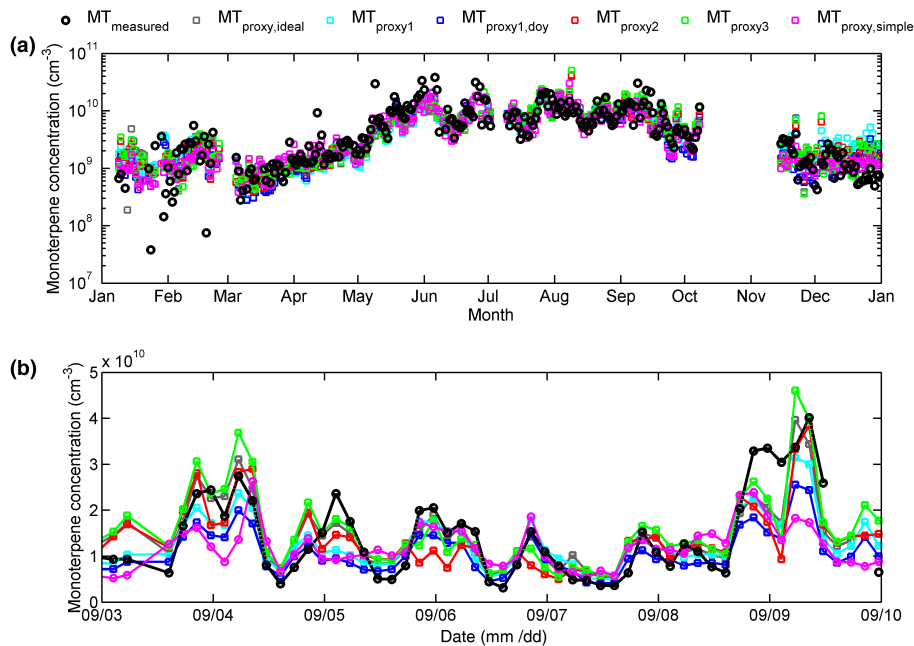 MTmeasured MTproxy,ideal MTproxy1 MTproxy1,doy MTproxy2 MTproxy3 MTproxy,simple
(a)
Monoterpene concentration (cm-3)
10^11
10^10
10^9
10^8
10^7
Jan Feb Mar Apr May Jun Jul Aug Sep Oct Nov Dec Jan
Month
(b)
x 10^10
Monoterpene concentration (cm-3)
5
4
3
2
1
0
09/03 09/04 09/05 09/06 09/07 09/08 09/09 09/10
Date (mm /dd)